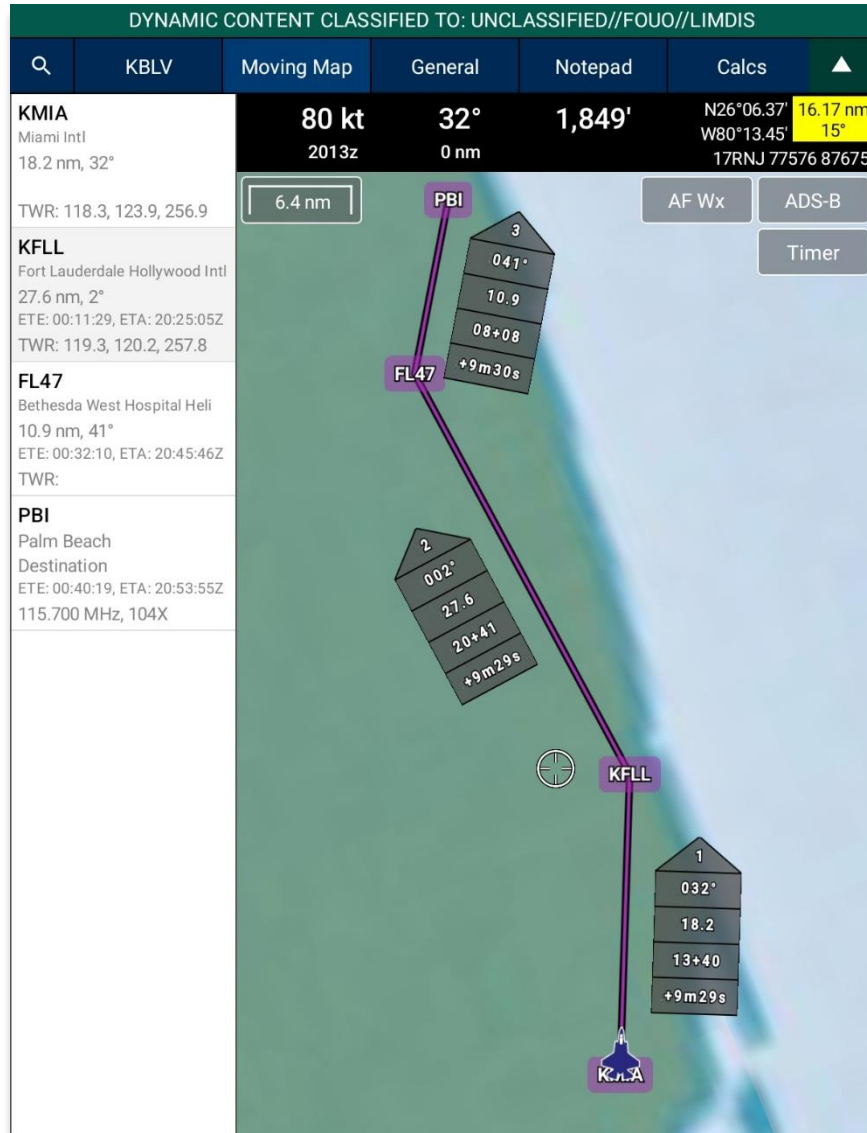 DYNAMIC CONTENT CLASSIFIED TO: UNCLASSIFIED//FOUO//LIMDIS
KBLV
Moving Map
General
Notepad
Calcs
KMIA
Miami Intl
18.2 nm, 32°
TWR: 118.3, 123.9, 256.9
KFLL
Fort Lauderdale Hollywood Intl
27.6 nm, 2°
ETE: 00:11:29, ETA: 20:25:05Z
TWR: 119.3, 120.2, 257.8
FL47
Bethesda West Hospital Heli
10.9 nm, 41°
ETE: 00:32:10, ETA: 20:45:46Z
TWR:
PBI
Palm Beach
Destination
ETE: 00:40:19, ETA: 20:53:55Z
115.700 MHz, 104X
80 kt
2013z
32°
0 nm
1,849'
N26°06.37'
W80°13.45'
16.17 nm
15°
17RNJ 77576 87675
6.4 nm
AF Wx
ADS-B
Timer
PBI
3
041°
10.9
08+08
+9m30s
FL47
2
002°
27.6
20+41
+9m29s
KFLL
1
032°
18.2
13+40
+9m29s